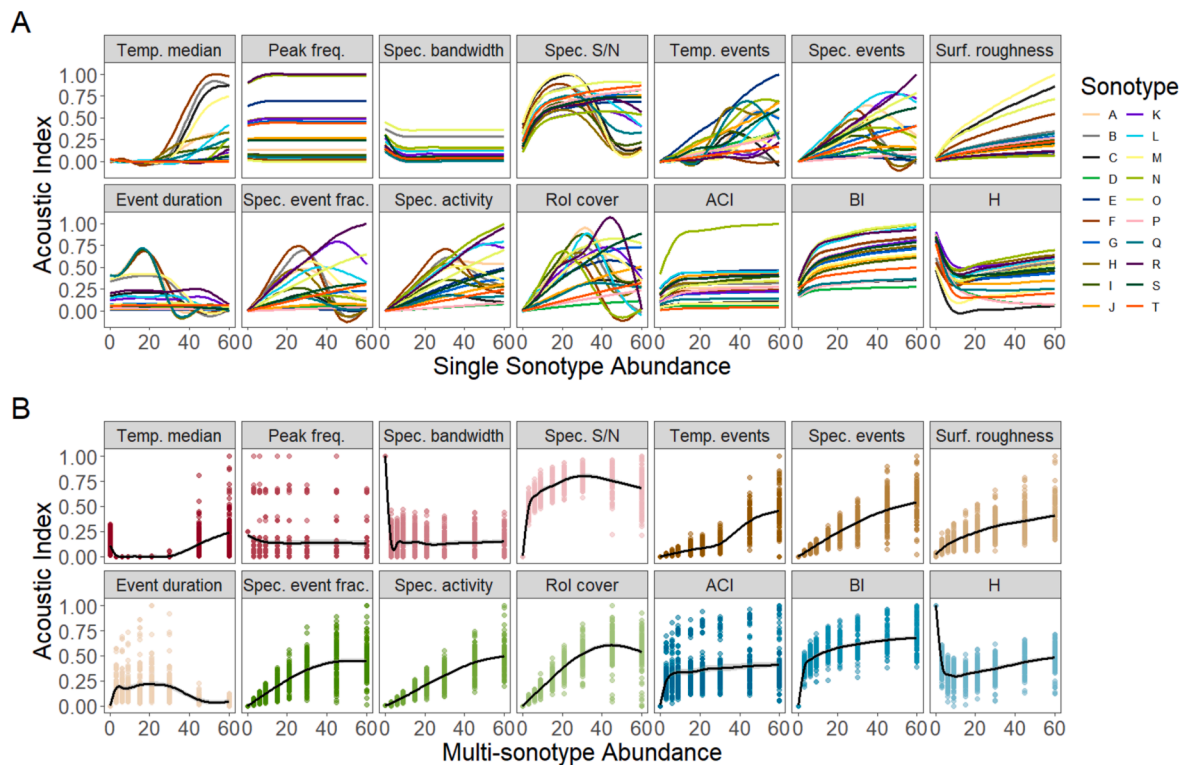 A
Temp. median Peak freq. Spec. bandwidth Spec. S/N Temp. events Spec. events Surf. roughness
1.00
0.75
0.50
0.25
0.00
Event duration Spec. event frac. Spec. activity RoI cover ACI BI H
1.00
0.75
0.50
0.25
0.00
Acoustic Index
0 20 40 60 0 20 40 60 0 20 40 60 0 20 40 60 0 20 40 60 0 20 40 60 0 20 40 60
Single Sonotype Abundance
Sonotype
A K
B L
C M
D N
E O
F P
G Q
H R
I S
J T
B
Temp. median Peak freq. Spec. bandwidth Spec. S/N Temp. events Spec. events Surf. roughness
1.00
0.75
0.50
0.25
0.00
Event duration Spec. event frac. Spec. activity RoI cover ACI BI H
1.00
0.75
0.50
0.25
0.00
Acoustic Index
0 20 40 60 0 20 40 60 0 20 40 60 0 20 40 60 0 20 40 60 0 20 40 60 0 20 40 60
Multi-sonotype Abundance